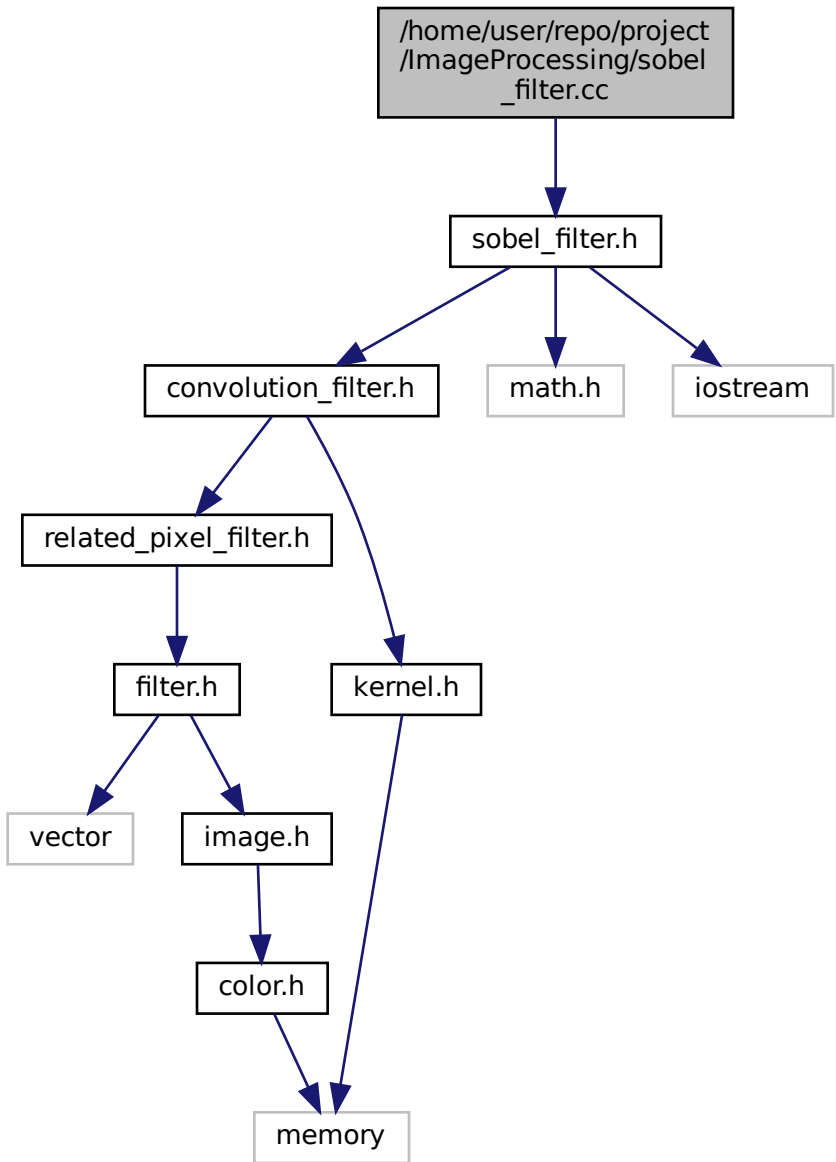 /home/user/repo/project
/ImageProcessing/sobel
_filter.cc
sobel_filter.h
convolution_filter.h
math.h
iostream
related_pixel_filter.h
filter.h
kernel.h
vector
image.h
color.h
memory